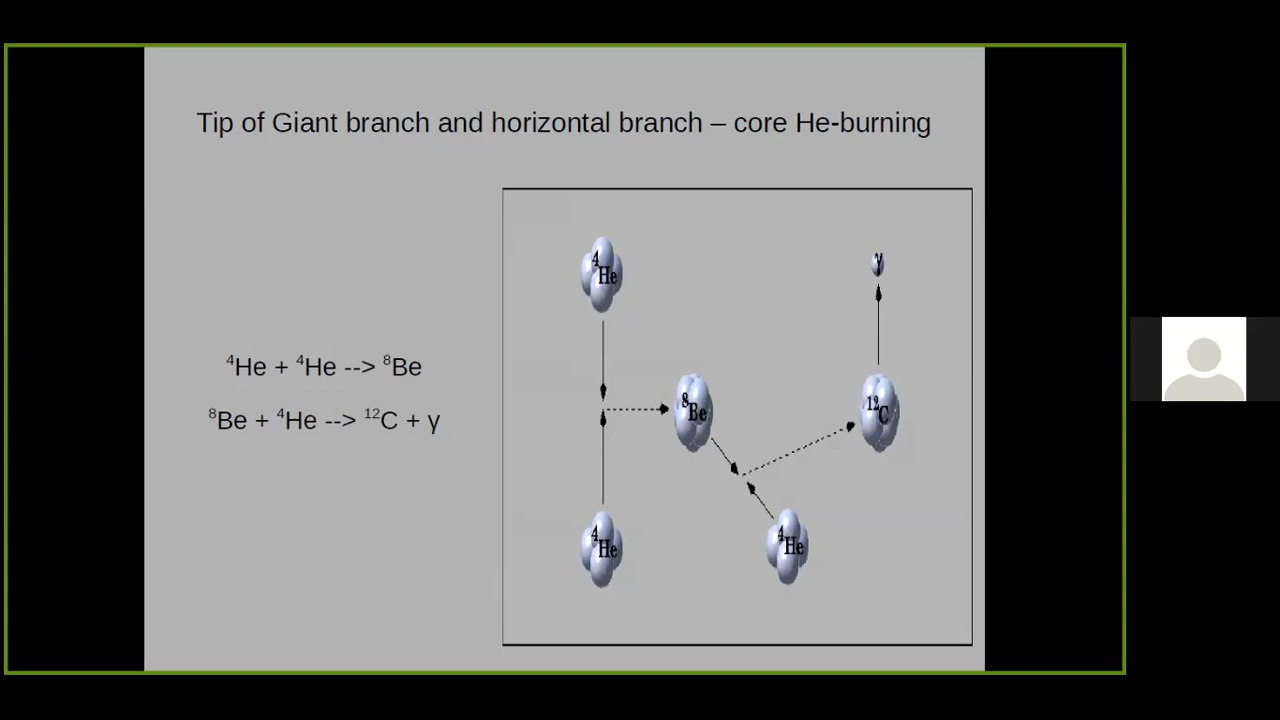 Tip of Giant branch and horizontal branch – core He-burning
⁴He + ⁴He --> ⁸Be
⁸Be + ⁴He --> ¹²C + γ
⁴He
γ
⁸Be
¹²C
⁴He
⁴He